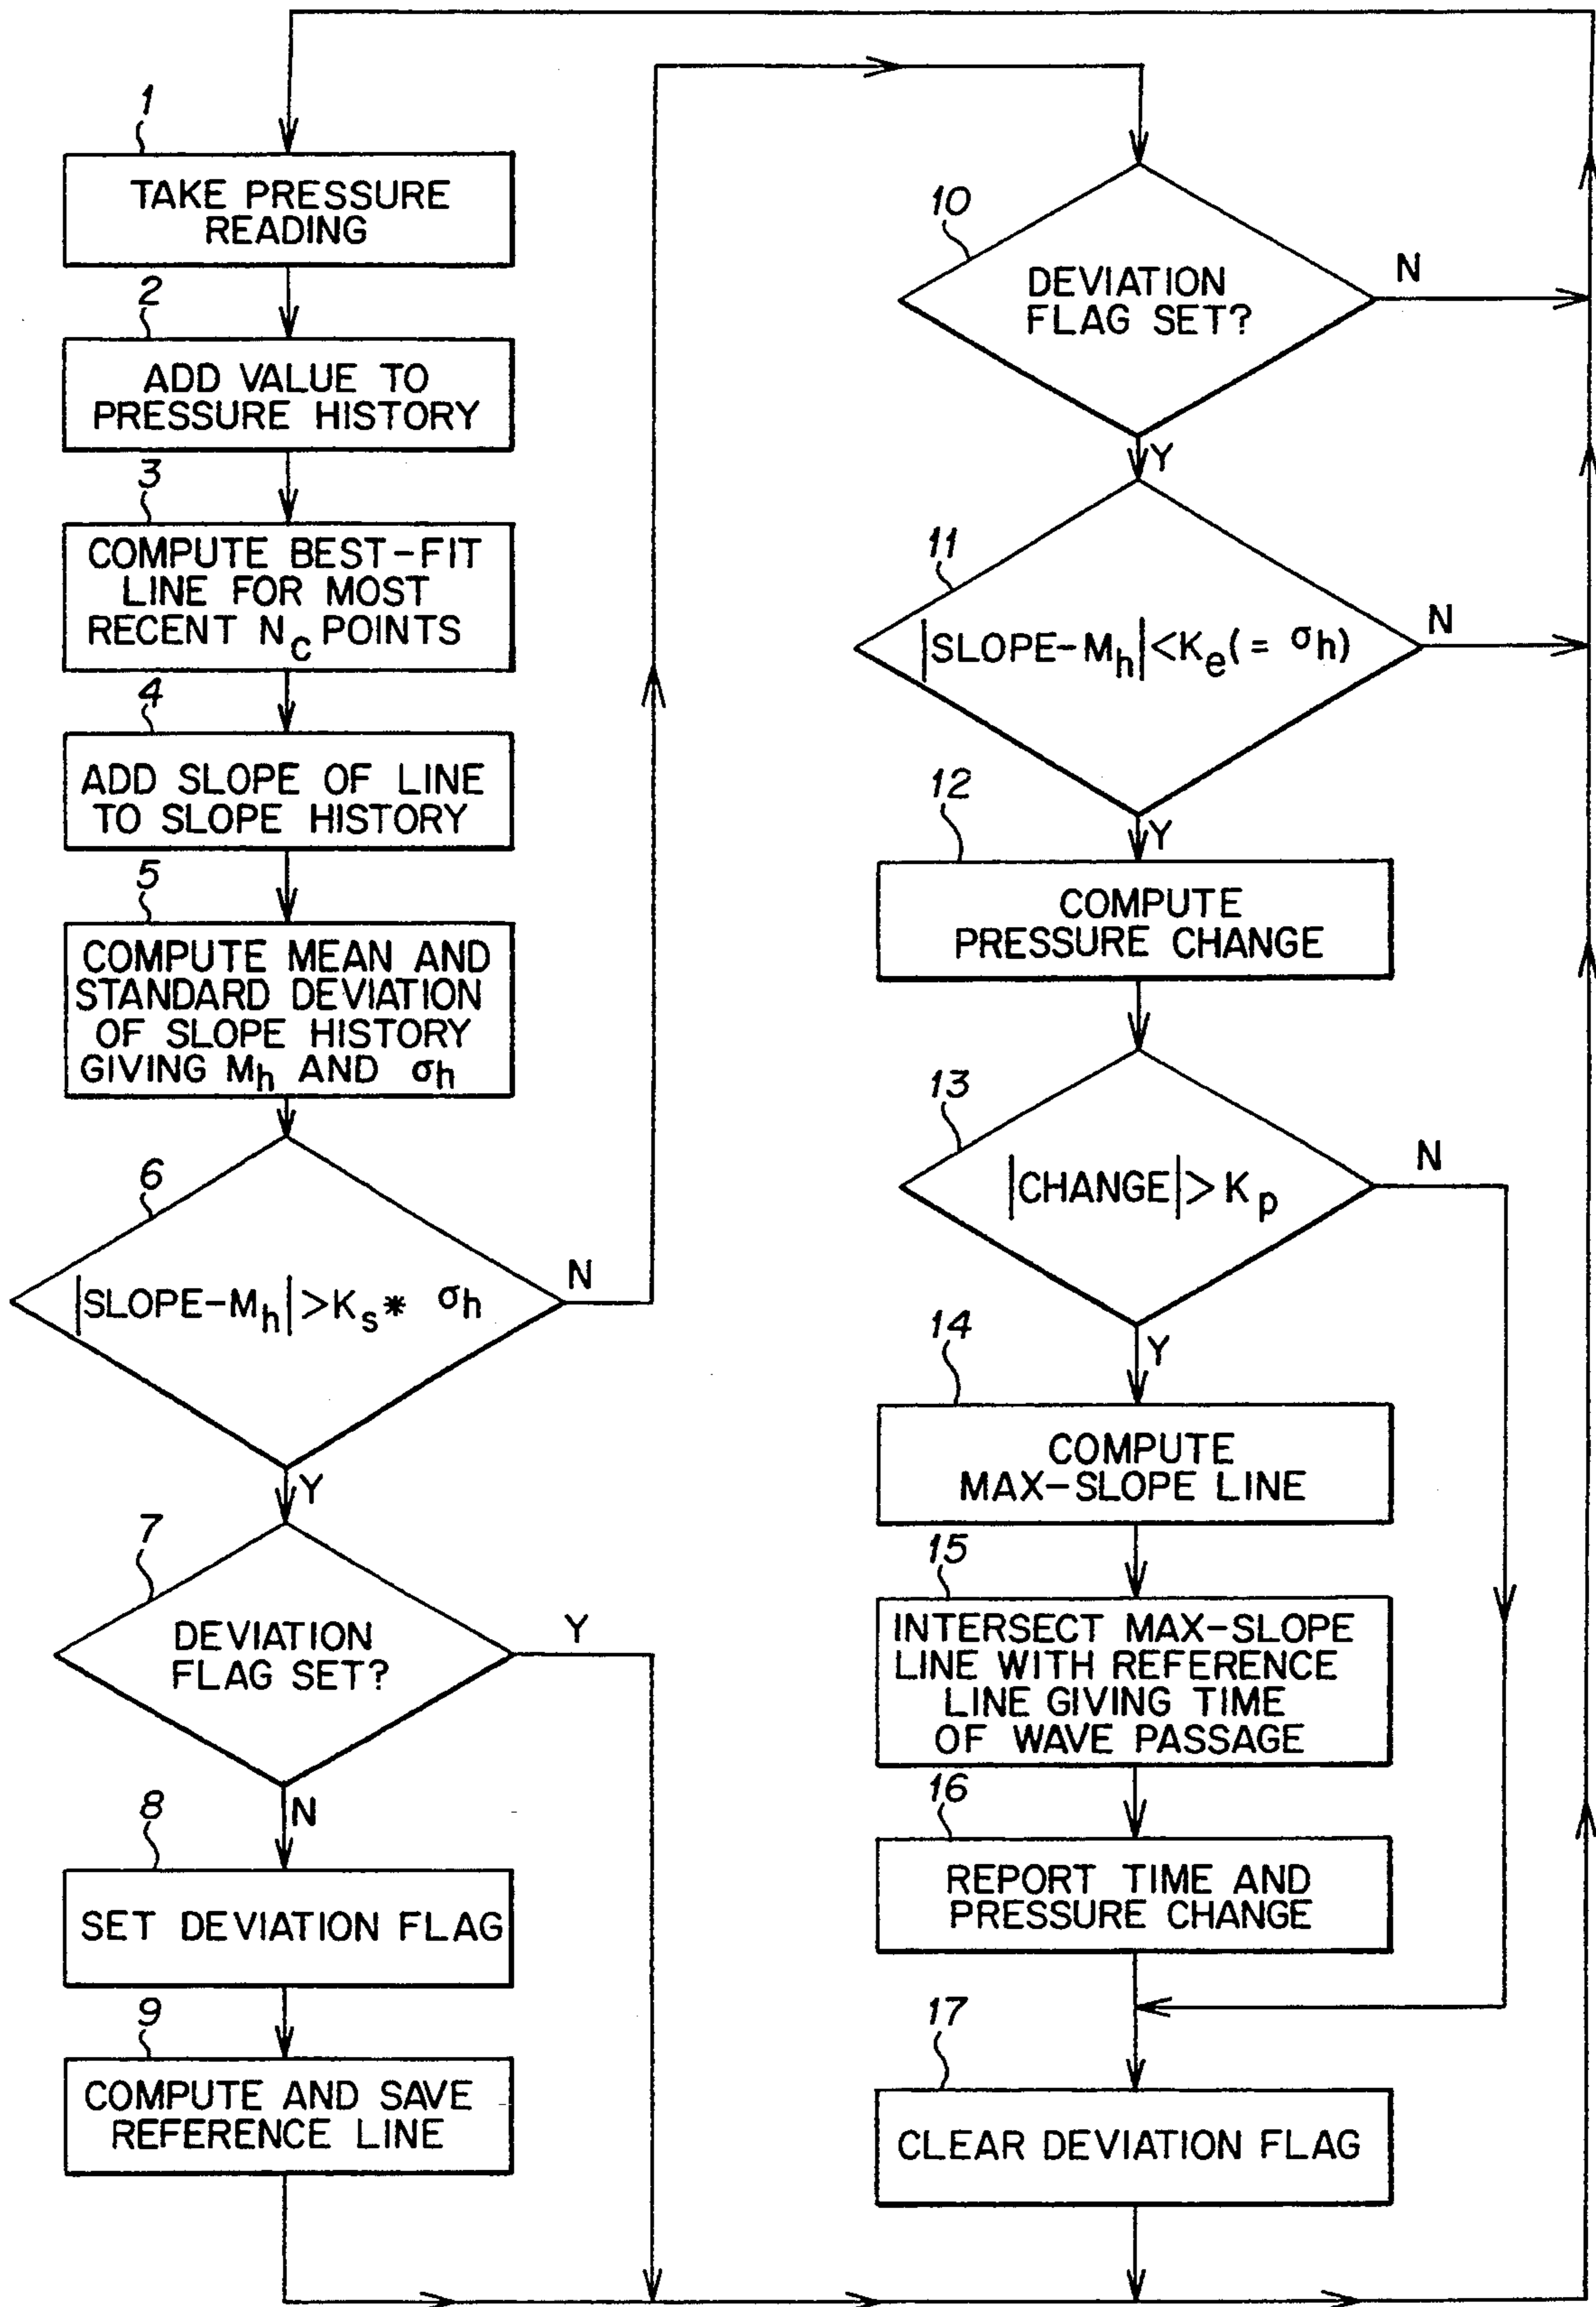 1
TAKE PRESSURE
READING
2
ADD VALUE TO
PRESSURE HISTORY
3
COMPUTE BEST-FIT
LINE FOR MOST
RECENT Nc POINTS
4
ADD SLOPE OF LINE
TO SLOPE HISTORY
5
COMPUTE MEAN AND
STANDARD DEVIATION
OF SLOPE HISTORY
GIVING Mh AND σh
6
|SLOPE-Mh|>Ks* σh
N
Y
7
DEVIATION
FLAG SET?
Y
N
8
SET DEVIATION FLAG
9
COMPUTE AND SAVE
REFERENCE LINE
10
DEVIATION
FLAG SET?
N
Y
11
|SLOPE-Mh|<Ke(= σh)
N
Y
12
COMPUTE
PRESSURE CHANGE
13
|CHANGE|>Kp
N
Y
14
COMPUTE
MAX-SLOPE LINE
15
INTERSECT MAX-SLOPE
LINE WITH REFERENCE
LINE GIVING TIME
OF WAVE PASSAGE
16
REPORT TIME AND
PRESSURE CHANGE
17
CLEAR DEVIATION FLAG